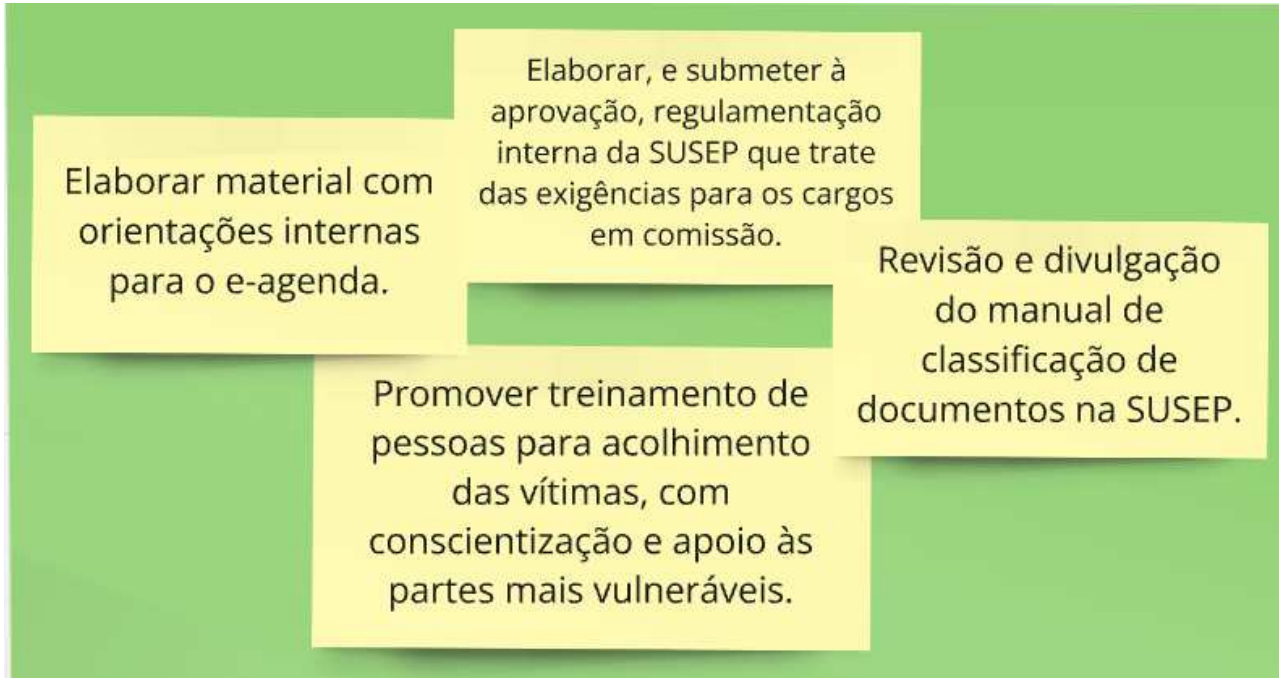 Elaborar material com
orientações internas
para o e-agenda.
Elaborar, e submeter à
aprovação, regulamentação
interna da SUSEP que trate
das exigências para os cargos
em comissão.
Revisão e divulgação
do manual de
classificação de
documentos na SUSEP.
Promover treinamento de
pessoas para acolhimento
das vítimas, com
conscientização e apoio às
partes mais vulneráveis.